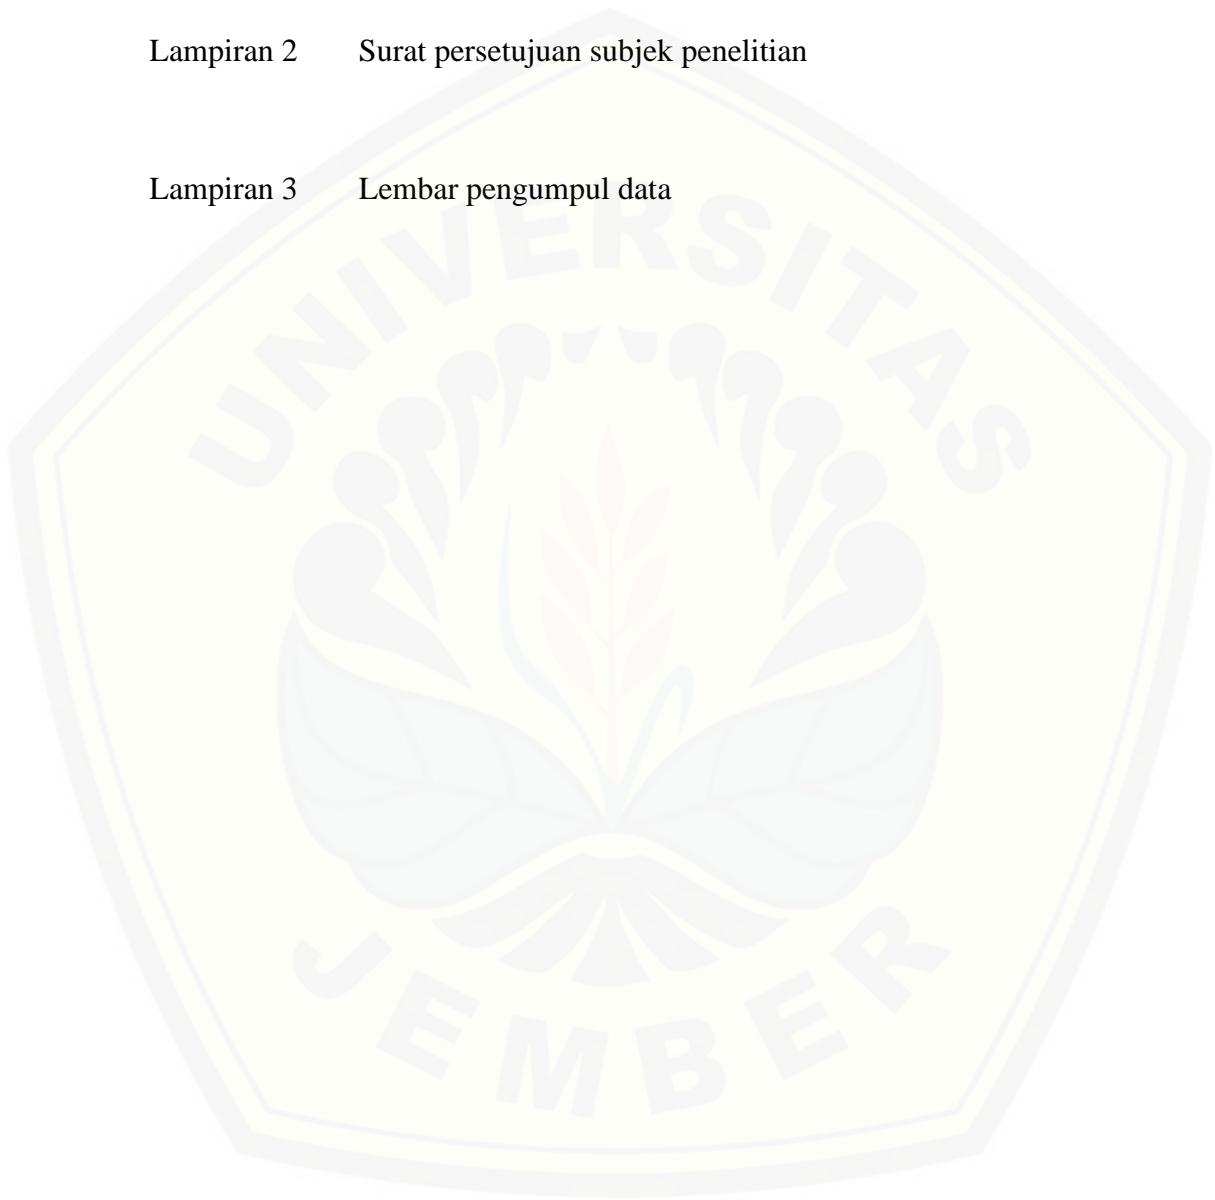 Lampiran 2 Surat persetujuan subjek penelitian
Lampiran 3 Lembar pengumpul data
UNIVERSITAS
JEMBER